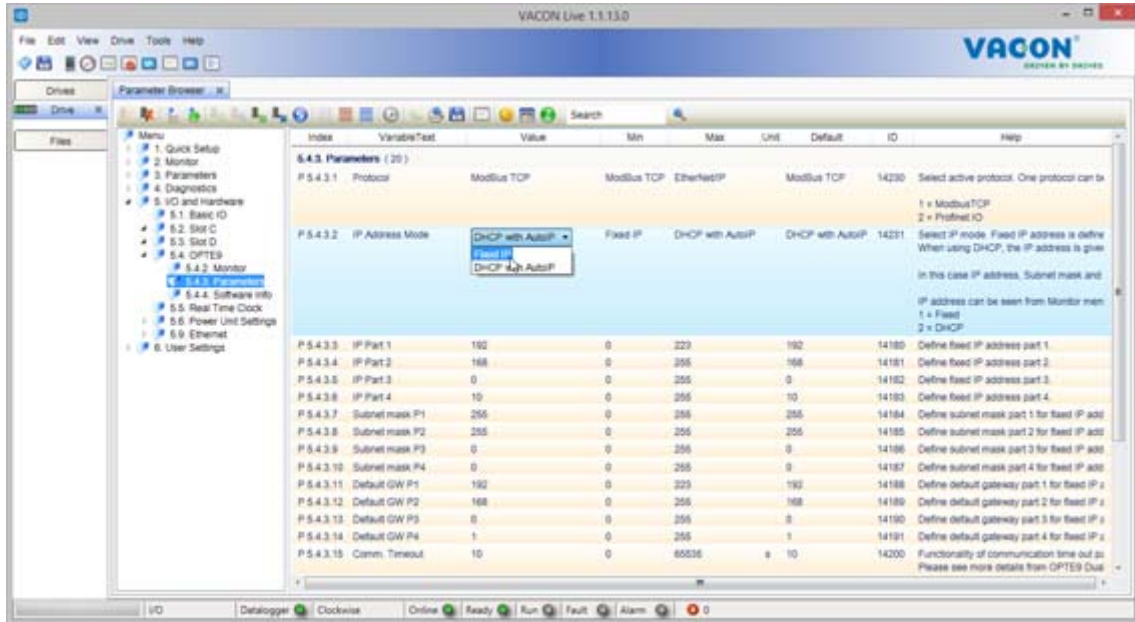 VACON Live 1.1.13.0
File Edit View Drive Tools Help
VACON
DRIVEN BY DRIVES
Drives
Drive
Files
Parameter Browser
Search
Menu
1. Quick Setup
2. Monitor
3. Parameters
4. Diagnostics
5. I/O and Hardware
5.1. Basic IO
5.2. Slot C
5.3. Slot D
5.4. OPTE9
5.4.2. Monitor
5.4.3. Parameters
5.4.4. Software info
5.5. Real Time Clock
5.6. Power Unit Settings
5.9. Ethernet
6. User Settings
Index VariableText Value Min Max Unit Default ID Help
5.4.3. Parameters ( 20 )
P 5.4.3.1 Protocol ModBus TCP ModBus TCP EtherNet/IP ModBus TCP 14230 Select active protocol. One protocol can be
1 = ModbusTCP
2 = Profinet IO
P 5.4.3.2 IP Address Mode DHCP with AutoIP Fixed IP DHCP with AutoIP DHCP with AutoIP 14231 Select IP mode. Fixed IP address is define
Fixed IP
DHCP with AutoIP
When using DHCP, the IP address is give
In this case IP address, Subnet mask and
IP address can be seen from Monitor men
1 = Fixed
2 = DHCP
P 5.4.3.3 IP Part 1 192 0 223 192 14180 Define fixed IP address part 1.
P 5.4.3.4 IP Part 2 168 0 255 168 14181 Define fixed IP address part 2.
P 5.4.3.5 IP Part 3 0 0 255 0 14182 Define fixed IP address part 3.
P 5.4.3.6 IP Part 4 10 0 255 10 14183 Define fixed IP address part 4.
P 5.4.3.7 Subnet mask P1 255 0 255 255 14184 Define subnet mask part 1 for fixed IP add
P 5.4.3.8 Subnet mask P2 255 0 255 255 14185 Define subnet mask part 2 for fixed IP add
P 5.4.3.9 Subnet mask P3 0 0 255 0 14186 Define subnet mask part 3 for fixed IP add
P 5.4.3.10 Subnet mask P4 0 0 255 0 14187 Define subnet mask part 4 for fixed IP add
P 5.4.3.11 Default GW P1 192 0 223 192 14188 Define default gateway part 1 for fixed IP a
P 5.4.3.12 Default GW P2 168 0 255 168 14189 Define default gateway part 2 for fixed IP a
P 5.4.3.13 Default GW P3 0 0 255 0 14190 Define default gateway part 3 for fixed IP a
P 5.4.3.14 Default GW P4 1 0 255 1 14191 Define default gateway part 4 for fixed IP a
P 5.4.3.15 Comm. Timeout 10 0 65535 s 10 14200 Functionality of communication time out pa
Please see more details from OPTE9 Dual
I/O Datalogger Clockwise Online Ready Run Fault Alarm 0